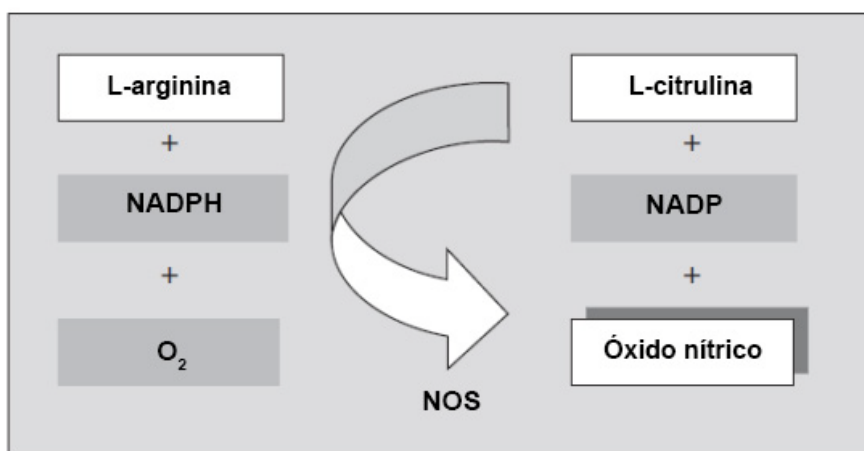 L-arginina
+
NADPH
+
O₂
L-citrulina
+
NADP
+
Óxido nítrico
NOS